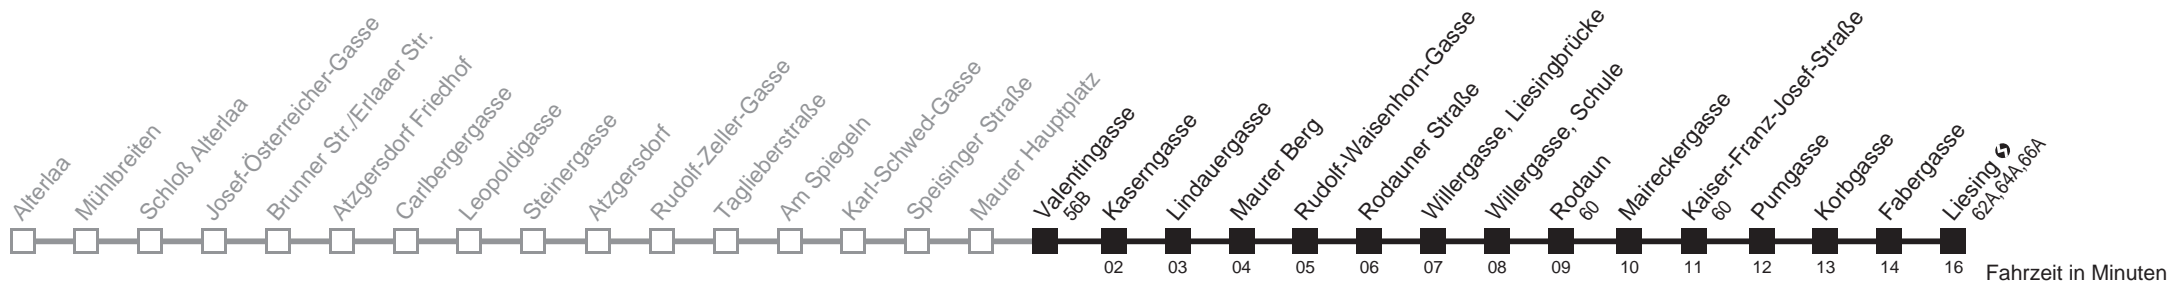 Alterlaa
Mühlbreiten
Schloß Alterlaa
Josef-Österreicher-Gasse
Brunner Str./Erlaaer Str.
Atzgersdorf Friedhof
Carlbergergasse
Leopoldigasse
Steinergasse
Atzgersdorf
Rudolf-Zeller-Gasse
Taglieberstraße
Am Spiegeln
Karl-Schwed-Gasse
Speisinger Straße
Maurer Hauptplatz
Valentingasse
56B
Kaserngasse
Lindauergasse
Maurer Berg
Rudolf-Waisenhorn-Gasse
Rodauner Straße
Willergasse, Liesingbrücke
Willergasse, Schule
Rodaun
60
Maireckergasse
Kaiser-Franz-Josef-Straße
60
Pumgasse
Korbgasse
Fabergasse
Liesing
62A,64A,66A
02 03 04 05 06 07 08 09 10 11 12 13 14 16
Fahrzeit in Minuten